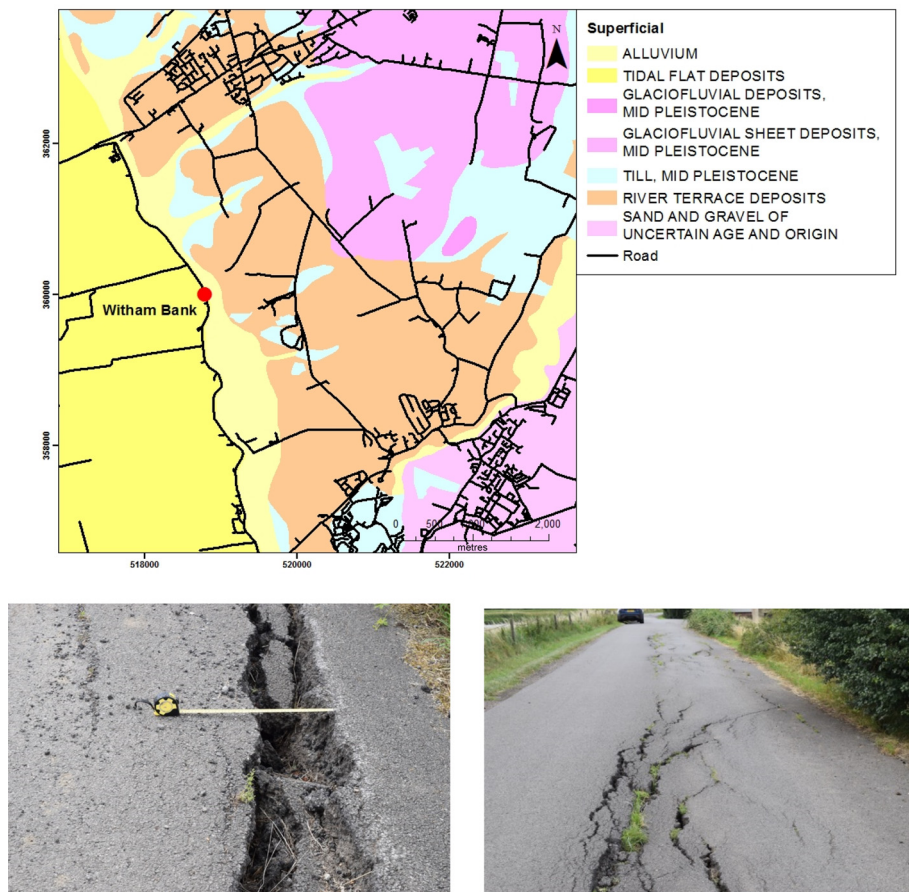 N
Superficial
ALLUVIUM
TIDAL FLAT DEPOSITS
GLACIOFLUVIAL DEPOSITS,
MID PLEISTOCENE
GLACIOFLUVIAL SHEET DEPOSITS,
MID PLEISTOCENE
TILL, MID PLEISTOCENE
RIVER TERRACE DEPOSITS
SAND AND GRAVEL OF
UNCERTAIN AGE AND ORIGIN
Road
362000
360000
Witham Bank
358000
0 500 2,000
metres
518000 520000 522000